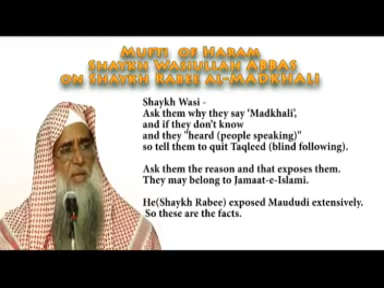 Mufti of Haram
Shaykh Wasiullah ABBAS
on Shaykh Rabee al-MADKHALI
Shaykh Wasi -
Ask them why they say 'Madkhali',
and if they don't know
and they "heard (people speaking)"
so tell them to quit Taqleed (blind following).
Ask them the reason and that exposes them.
They may belong to Jamaat-e-Islami.
He(Shaykh Rabee) exposed Maududi extensively.
So these are the facts.